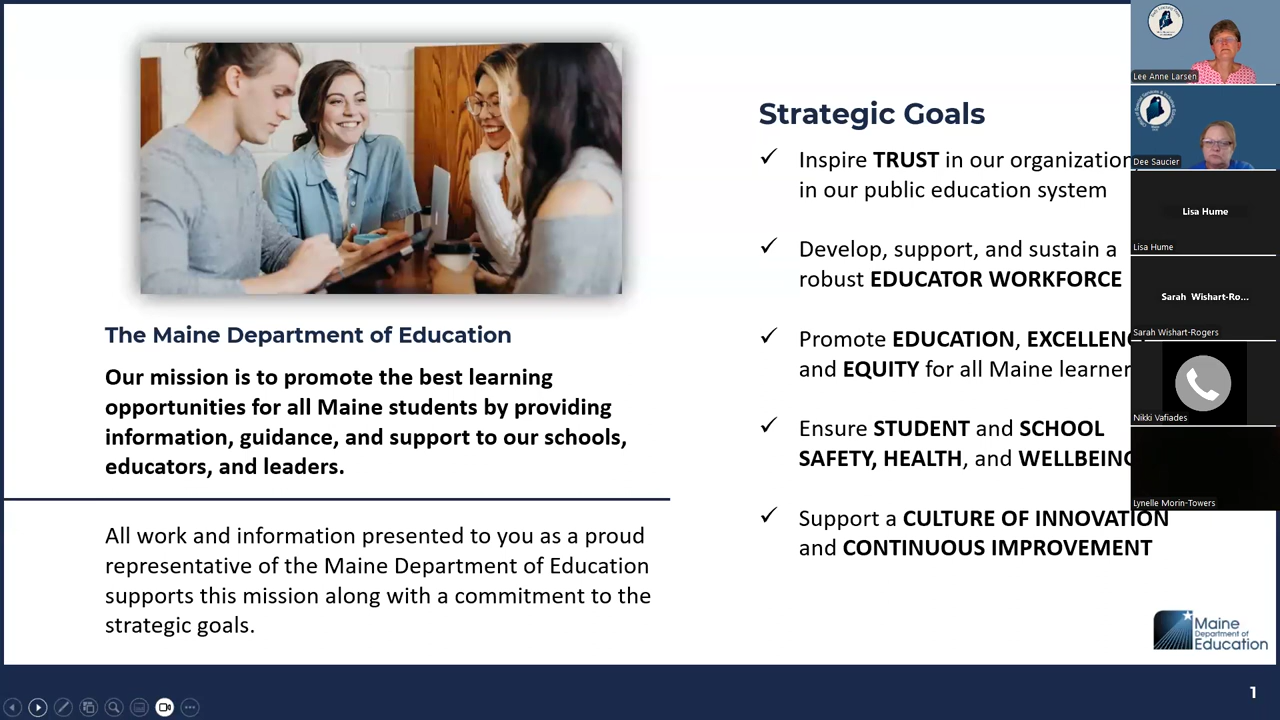 The Maine Department of Education
Our mission is to promote the best learning
opportunities for all Maine students by providing
information, guidance, and support to our schools,
educators, and leaders.
All work and information presented to you as a proud
representative of the Maine Department of Education
supports this mission along with a commitment to the
strategic goals.
Strategic Goals
✓ Inspire TRUST in our organization,
in our public education system
✓ Develop, support, and sustain a
robust EDUCATOR WORKFORCE
✓ Promote EDUCATION, EXCELLENC
and EQUITY for all Maine learner
✓ Ensure STUDENT and SCHOOL
SAFETY, HEALTH, and WELLBEING
✓ Support a CULTURE OF INNOVATION
and CONTINUOUS IMPROVEMENT
Maine
Department of
Education
1
Lee Anne Larsen
Dee Saucier
Lisa Hume
Lisa Hume
Sarah Wishart-Ro...
Sarah Wishart-Rogers
Nikki Vafiades
Lynelle Morin-Towers